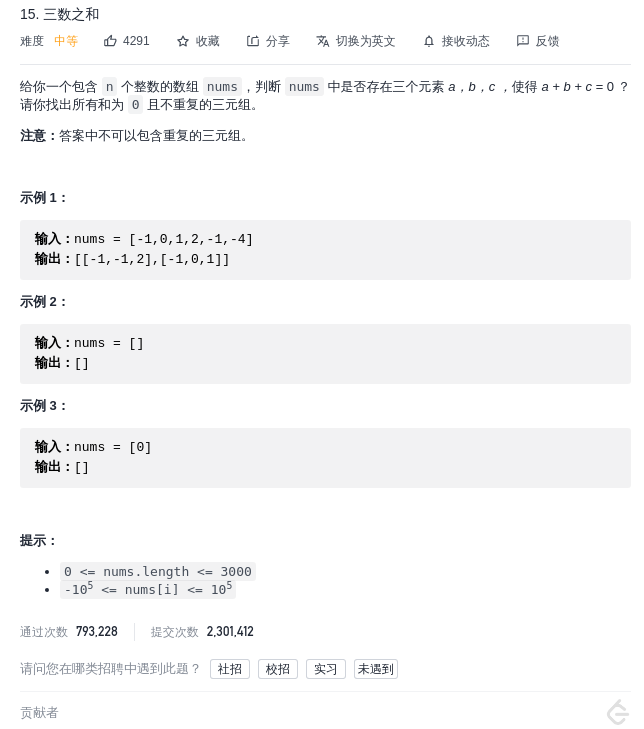 15. 三数之和
难度 中等 4291 收藏 分享 切换为英文 接收动态 反馈
给你一个包含 n 个整数的数组 nums，判断 nums 中是否存在三个元素 a，b，c ，使得 a + b + c = 0 ？
请你找出所有和为 0 且不重复的三元组。
注意：答案中不可以包含重复的三元组。
示例 1：
输入：nums = [-1,0,1,2,-1,-4]
输出：[[-1,-1,2],[-1,0,1]]
示例 2：
输入：nums = []
输出：[]
示例 3：
输入：nums = [0]
输出：[]
提示：
0 <= nums.length <= 3000
-10⁵ <= nums[i] <= 10⁵
通过次数 793,228 提交次数 2,301,412
请问您在哪类招聘中遇到此题？ 社招 校招 实习 未遇到
贡献者